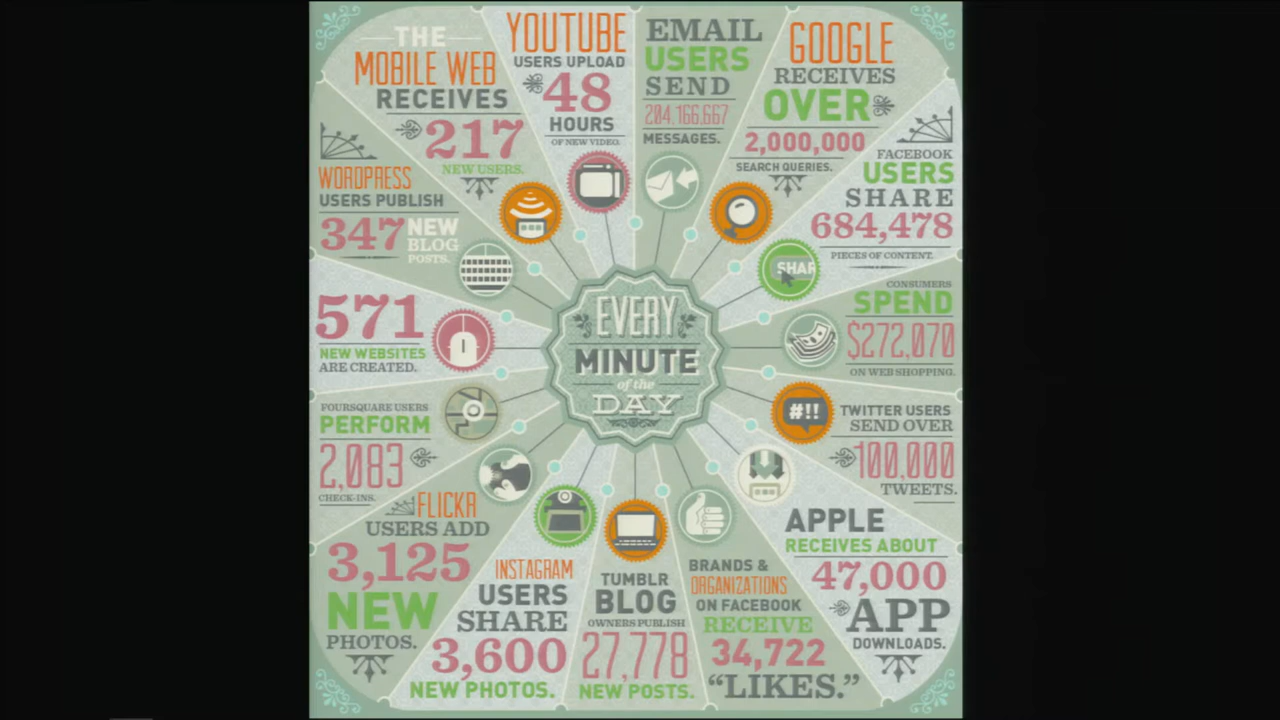 THE
MOBILE WEB
RECEIVES
217
NEW USERS.
YOUTUBE
USERS UPLOAD
48
HOURS
OF NEW VIDEO.
EMAIL
USERS
SEND
204,166,667
MESSAGES.
GOOGLE
RECEIVES
OVER
2,000,000
SEARCH QUERIES.
FACEBOOK
USERS
SHARE
684,478
PIECES OF CONTENT.
SHAR
CONSUMERS
SPEND
$272,070
ON WEB SHOPPING.
#!!
TWITTER USERS
SEND OVER
100,000
TWEETS.
APPLE
RECEIVES ABOUT
47,000
APP
DOWNLOADS.
BRANDS &
ORGANIZATIONS
ON FACEBOOK
RECEIVE
34,722
“LIKES.”
TUMBLR
BLOG
OWNERS PUBLISH
27,778
NEW POSTS.
INSTAGRAM
USERS
SHARE
3,600
NEW PHOTOS.
FLICKR
USERS ADD
3,125
NEW
PHOTOS.
FOURSQUARE USERS
PERFORM
2,083
CHECK-INS.
571
NEW WEBSITES
ARE CREATED.
WORDPRESS
USERS PUBLISH
347 NEW
BLOG
POSTS.
EVERY
MINUTE
of the
DAY